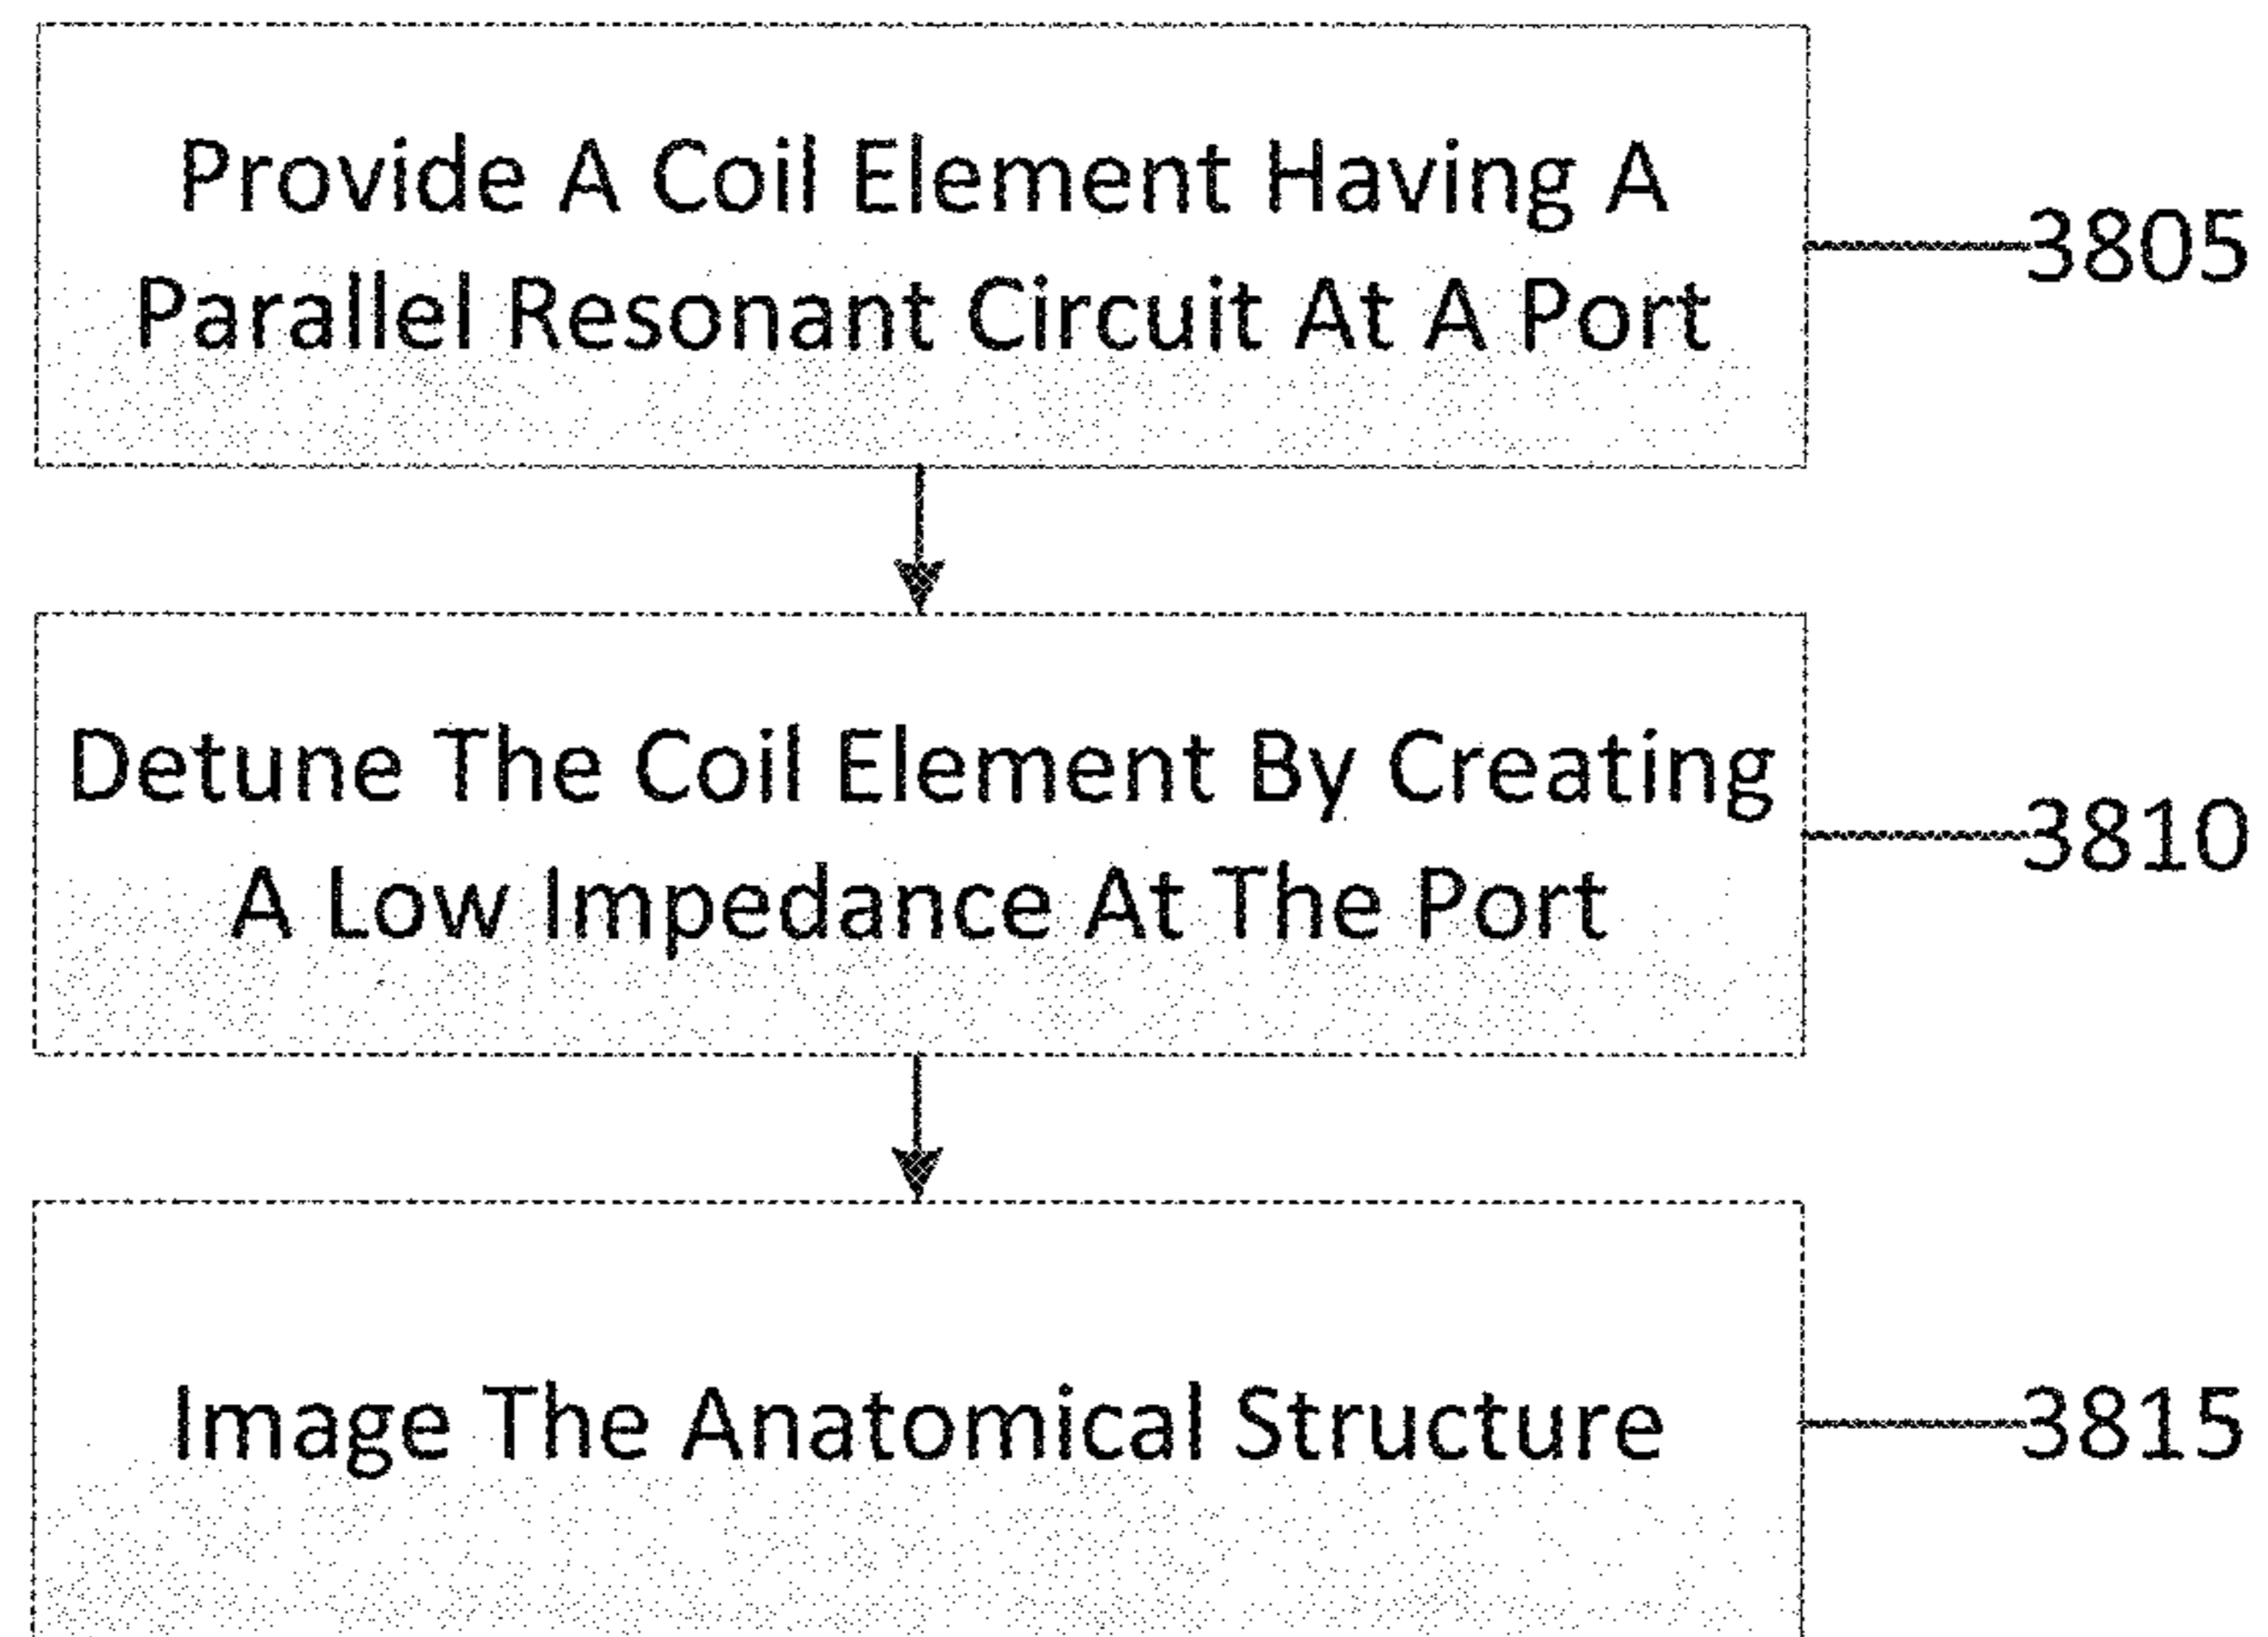 Provide A Coil Element Having A
Parallel Resonant Circuit At A Port
3805
Detune The Coil Element By Creating
A Low Impedance At The Port
3810
Image The Anatomical Structure
3815